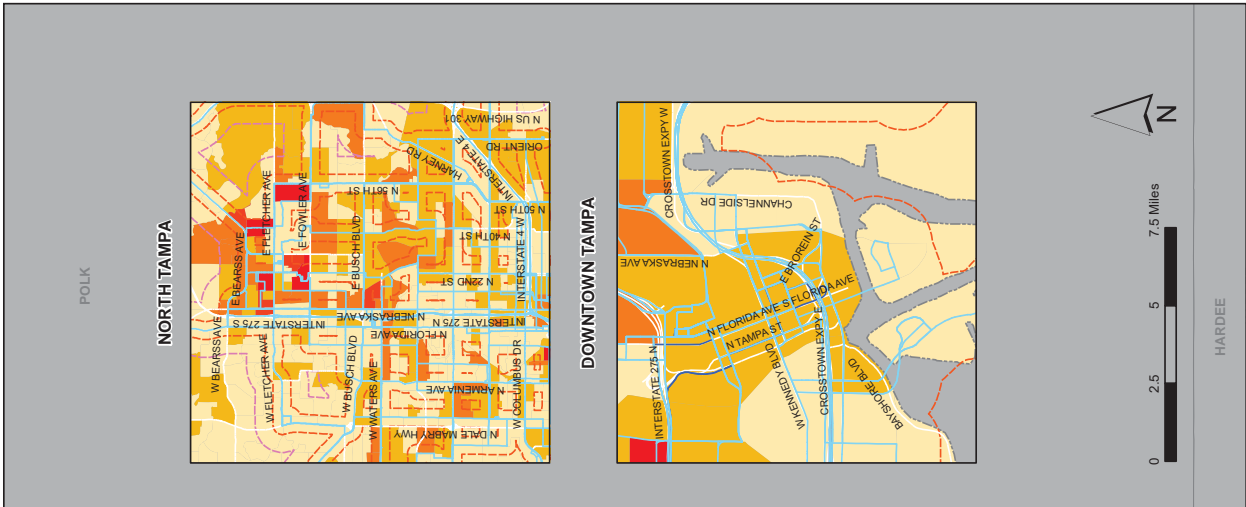 POLK
NORTH TAMPA
W BEARSS AVE
E BEARSS AVE
E FLETCHER AVE
W FLETCHER AVE
E FOWLER AVE
INTERSTATE 275 S
E BUSCH BLVD
W BUSCH BLVD
N 56TH ST
N NEBRASKA AVE
W WATERS AVE
N FLORIDA AVE
INTERSTATE 275 N
N ARMENIA AVE
N DALE MABRY HWY
N 22ND ST
N 40TH ST
N 50TH ST
HARNEY RD
INTERSTATE 4 E
INTERSTATE 4 W
ORIENT RD
N US HIGHWAY 301
W COLUMBUS DR
DOWNTOWN TAMPA
INTERSTATE 275 N
N NEBRASKA AVE
CROSSTOWN EXPY W
CHANNELSIDE DR
N FLORIDA AVE
S FLORIDA AVE
N TAMPA ST
E BROREIN ST
W KENNEDY BLVD
CROSSTOWN EXPY E
BAYSHORE BLVD
N
0 2.5 5 7.5 Miles
HARDEE